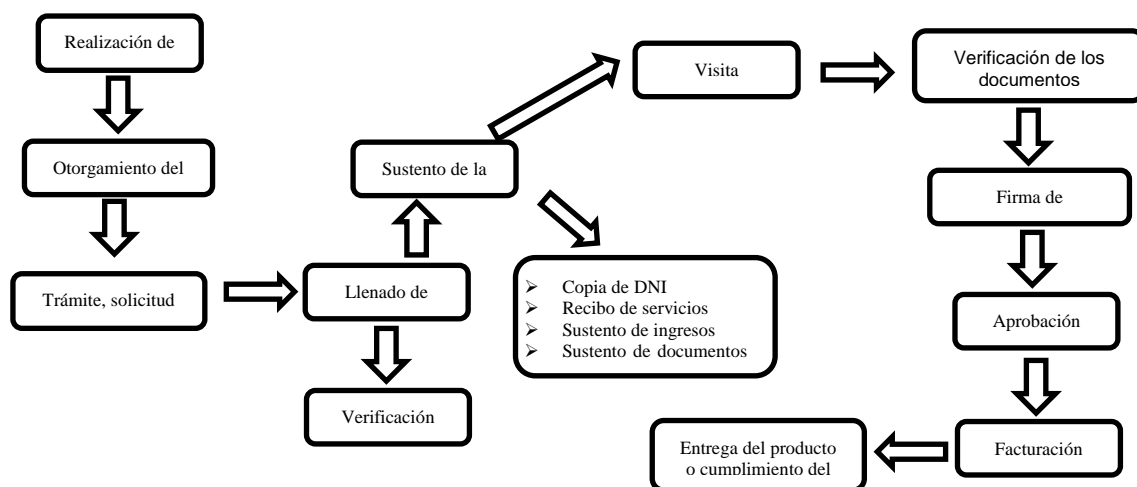 Realización de
Otorgamiento del
Trámite, solicitud
Llenado de
Verificación
Sustento de la
➢ Copia de DNI
➢ Recibo de servicios
➢ Sustento de ingresos
➢ Sustento de documentos
Visita
Verificación de los
documentos
Firma de
Aprobación
Facturación
Entrega del producto
o cumplimiento del